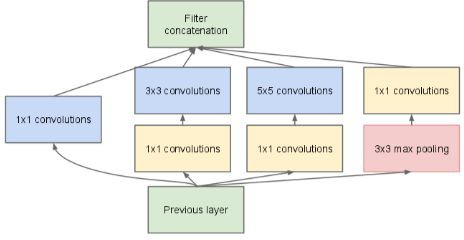 Filter
concatenation
3x3 convolutions
5x5 convolutions
1x1 convolutions
1x1 convolutions
1x1 convolutions
1x1 convolutions
3x3 max pooling
Previous layer